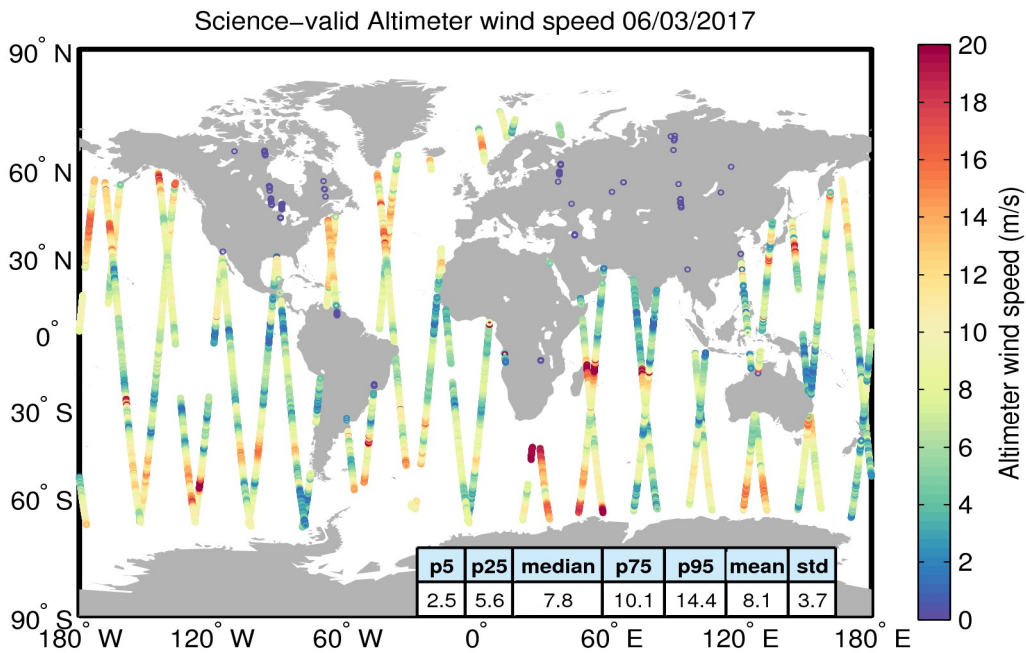 Science−valid Altimeter wind speed 06/03/2017
90° N
60° N
30° N
0°
30° S
60° S
90° S
180° W
120° W
60° W
0°
60° E
120° E
180° E
p5 p25 median p75 p95 mean std
2.5 5.6 7.8 10.1 14.4 8.1 3.7
20
18
16
14
12
10
8
6
4
2
0
Altimeter wind speed (m/s)